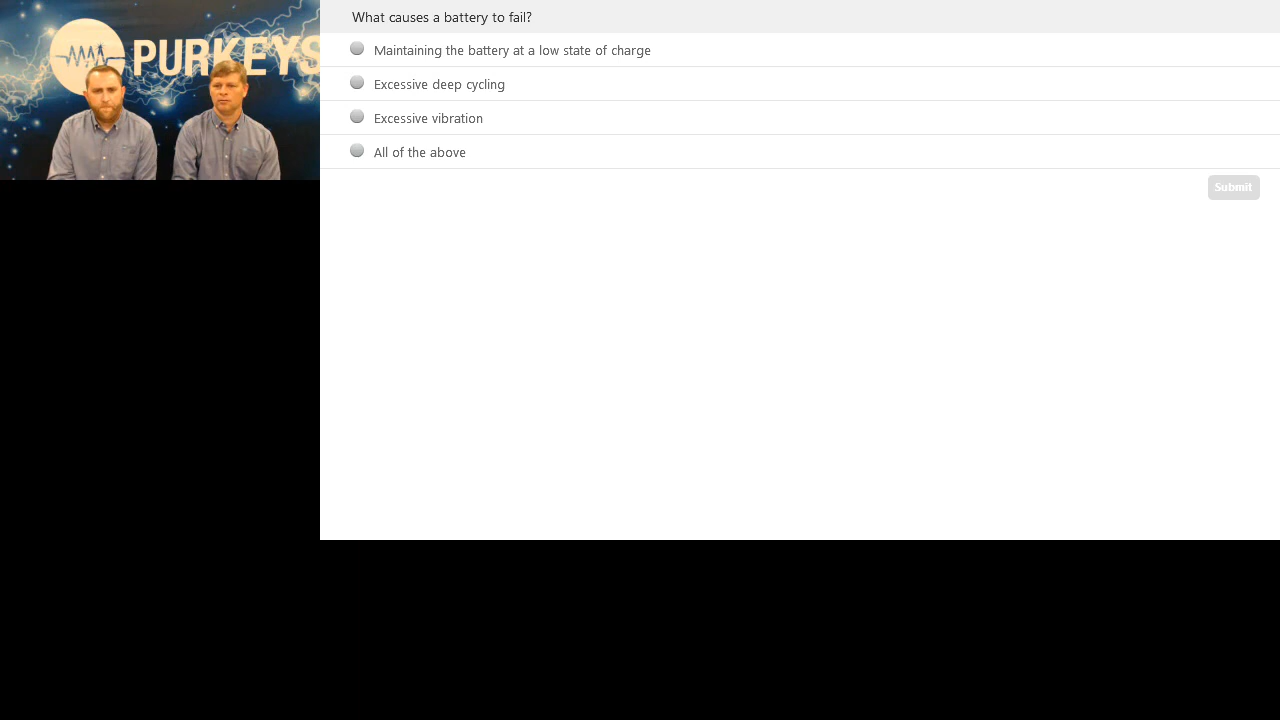 PURKEYS
What causes a battery to fail?
Maintaining the battery at a low state of charge
Excessive deep cycling
Excessive vibration
All of the above
Submit